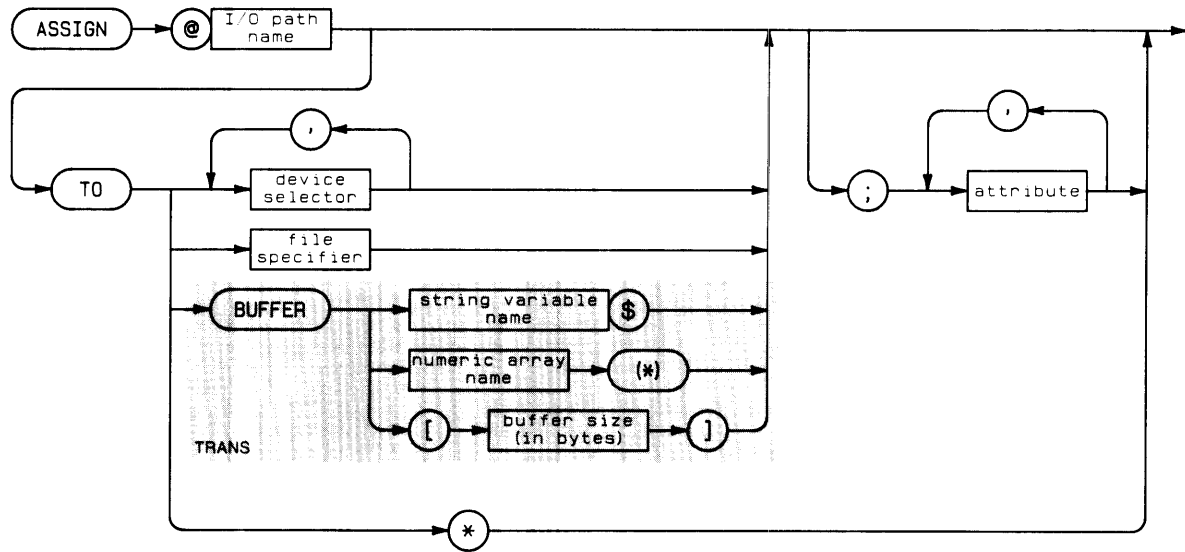 ASSIGN @ I/O path
name
,
,
TO device
selector ; attribute
file
specifier
BUFFER string variable
name $
numeric array
name (*)
[ buffer size
(in bytes) ]
TRANS
*